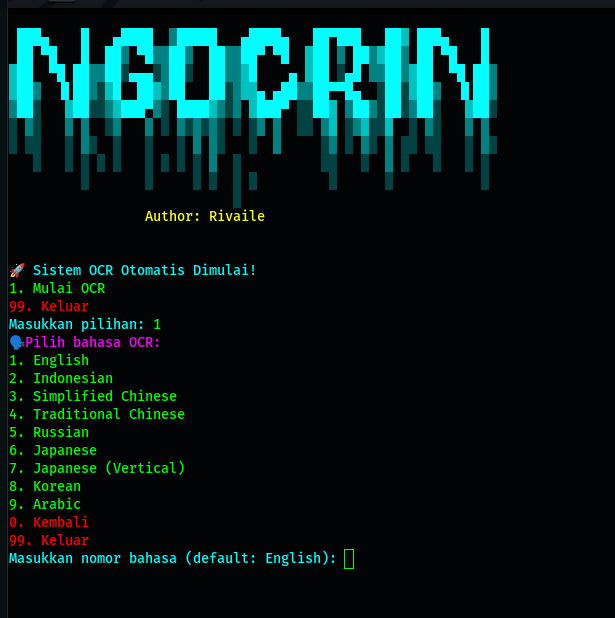 NGOCRIN
Author: Rivaile
🚀 Sistem OCR Otomatis Dimulai!
1. Mulai OCR
99. Keluar
Masukkan pilihan: 1
🗣️Pilih bahasa OCR:
1. English
2. Indonesian
3. Simplified Chinese
4. Traditional Chinese
5. Russian
6. Japanese
7. Japanese (Vertical)
8. Korean
9. Arabic
0. Kembali
99. Keluar
Masukkan nomor bahasa (default: English):